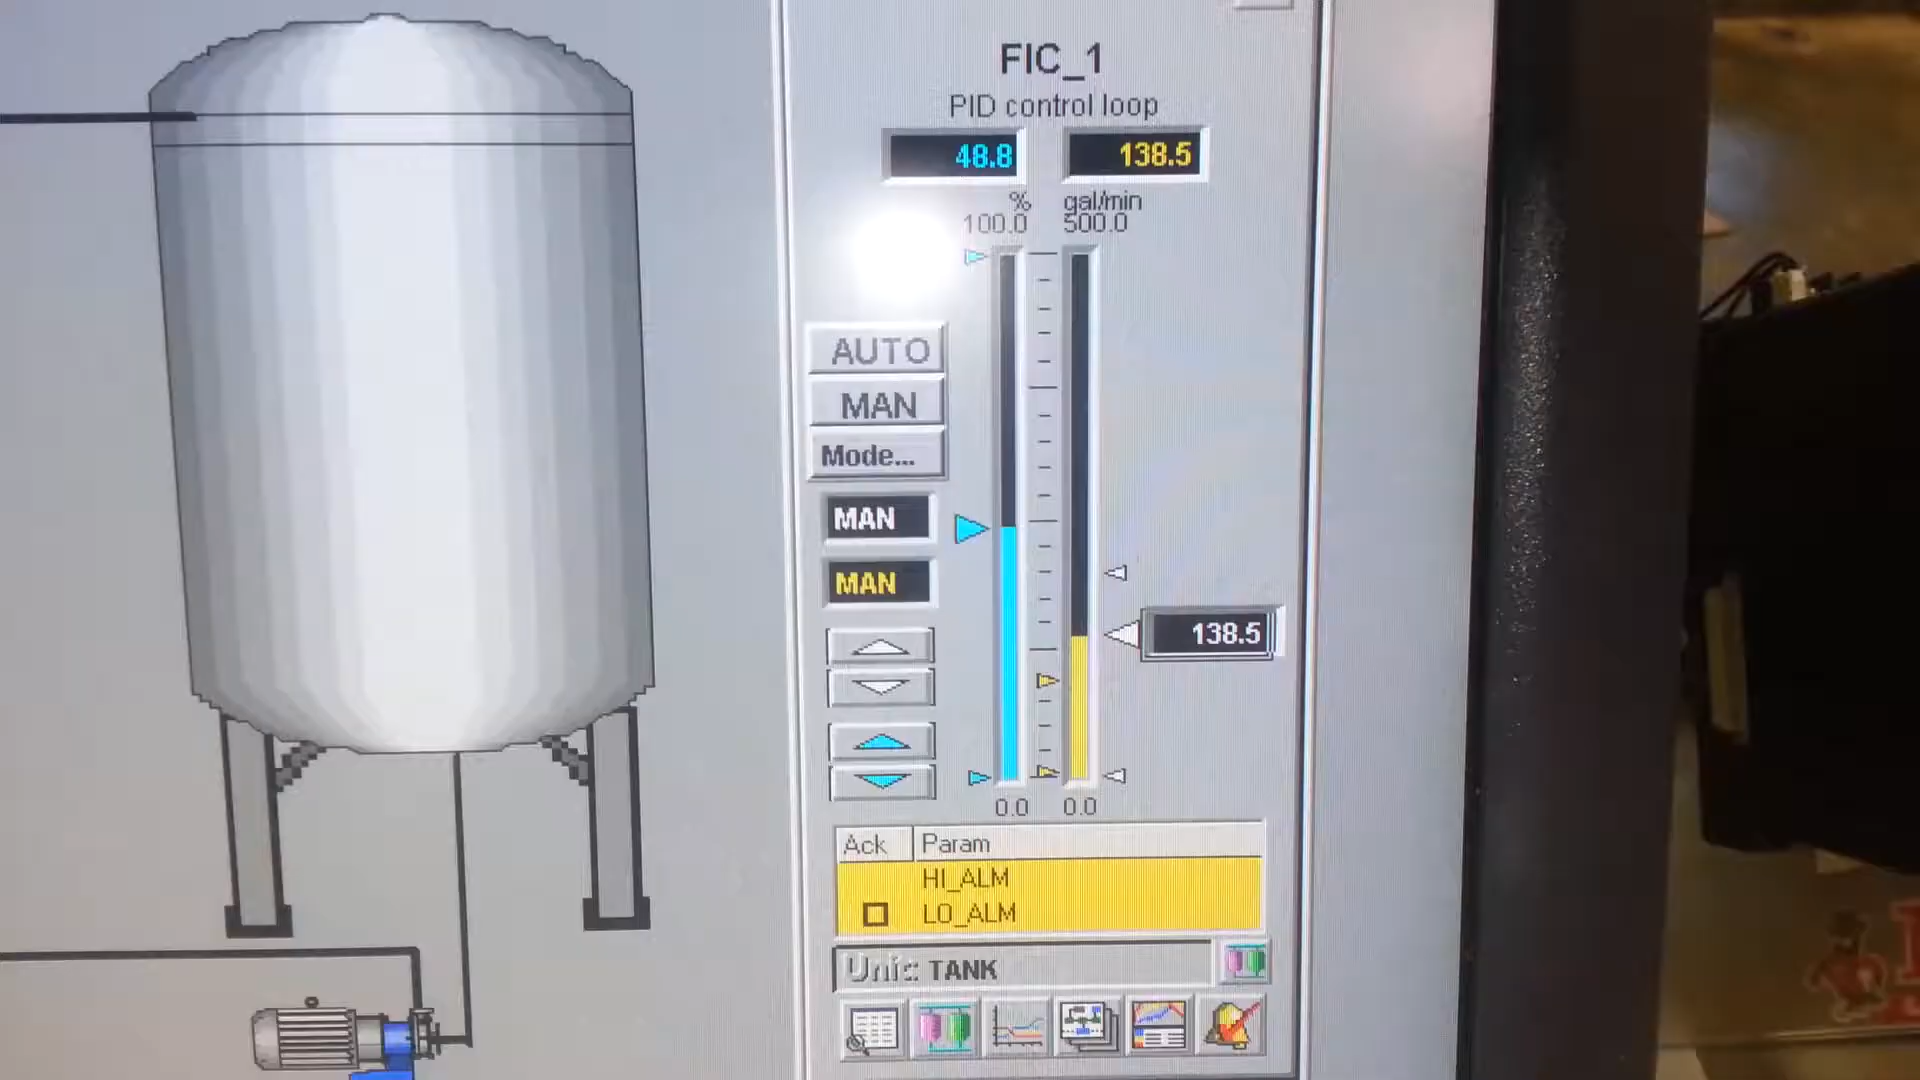 FIC_1
PID control loop
48.8 138.5
% gal/min
100.0 500.0
AUTO
MAN
Mode...
MAN
MAN
138.5
0.0 0.0
Ack Param
HI_ALM
LO_ALM
Unit: TANK